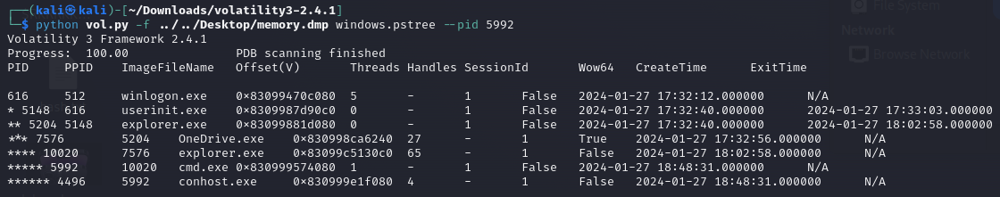 File System
┌──(kali㉿kali)-[~/Downloads/volatility3-2.4.1]
└─$ python vol.py -f ../../Desktop/memory.dmp windows.pstree --pid 5992
Network
Volatility 3 Framework 2.4.1
Progress:  100.00               PDB scanning finished
Browse Network
PID     PPID    ImageFileName   Offset(V)       Threads Handles SessionId       Wow64   CreateTime      ExitTime
616     512     winlogon.exe    0×83099470c080  5       -       1       False   2024-01-27 17:32:12.000000      N/A
* 5148  616     userinit.exe    0×8309987d90c0  0       -       1       False   2024-01-27 17:32:40.000000      2024-01-27 17:33:03.000000
** 5204 5148    explorer.exe    0×83099881d080  0       -       1       False   2024-01-27 17:32:40.000000      2024-01-27 18:02:58.000000
*** 7576        5204    OneDrive.exe    0×830998ca6240  27      -       1       True    2024-01-27 17:32:56.000000      N/A
**** 10020      7576    explorer.exe    0×83099c5130c0  65      -       1       False   2024-01-27 18:02:58.000000      N/A
***** 5992      10020   cmd.exe 0×830999574080  1       -       1       False   2024-01-27 18:48:31.000000      N/A
****** 4496     5992    conhost.exe     0×830999e1f080  4       -       1       False   2024-01-27 18:48:31.000000      N/A